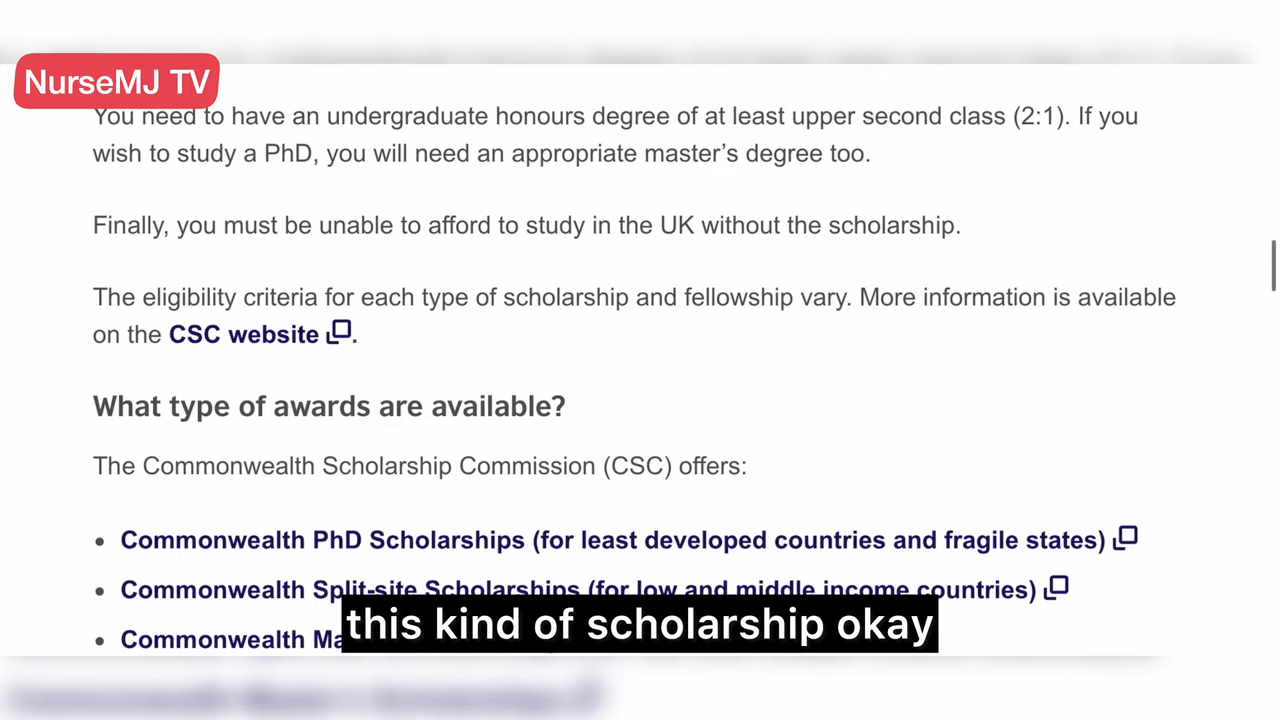 NurseMJ TV
You need to have an undergraduate honours degree of at least upper second class (2:1). If you
wish to study a PhD, you will need an appropriate master’s degree too.
Finally, you must be unable to afford to study in the UK without the scholarship.
The eligibility criteria for each type of scholarship and fellowship vary. More information is available
on the CSC website.
What type of awards are available?
The Commonwealth Scholarship Commission (CSC) offers:
• Commonwealth PhD Scholarships (for least developed countries and fragile states)
• Commonwealth Split-site Scholarships (for low and middle income countries)
• Commonwealth
this kind of scholarship okay